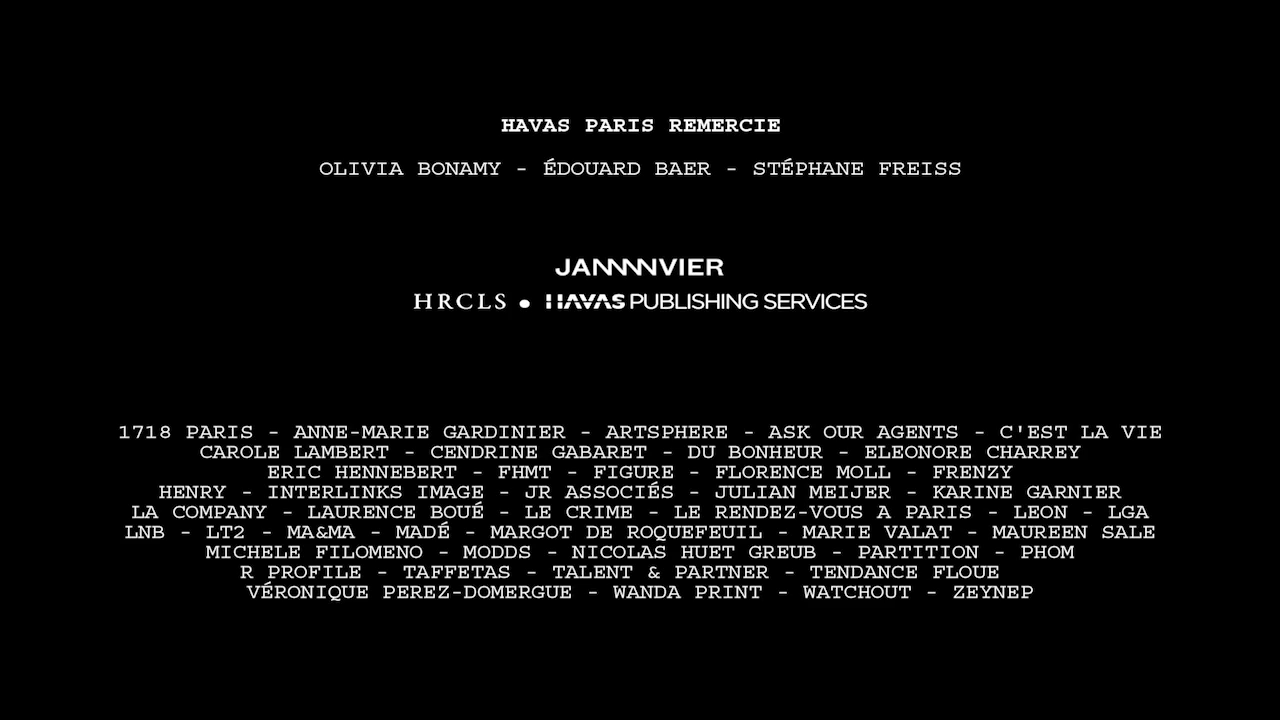 HAVAS PARIS REMERCIE
OLIVIA BONAMY - ÉDOUARD BAER - STÉPHANE FREISS
JANNNNVIER
HRCLS • HAVAS PUBLISHING SERVICES
1718 PARIS - ANNE-MARIE GARDINIER - ARTSPHERE - ASK OUR AGENTS - C'EST LA VIE
CAROLE LAMBERT - CENDRINE GABARET - DU BONHEUR - ELEONORE CHARREY
ERIC HENNEBERT - FHMT - FIGURE - FLORENCE MOLL - FRENZY
HENRY - INTERLINKS IMAGE - JR ASSOCIÉS - JULIAN MEIJER - KARINE GARNIER
LA COMPANY - LAURENCE BOUÉ - LE CRIME - LE RENDEZ-VOUS A PARIS - LEON - LGA
LNB - LT2 - MA&MA - MADÉ - MARGOT DE ROQUEFEUIL - MARIE VALAT - MAUREEN SALE
MICHELE FILOMENO - MODDS - NICOLAS HUET GREUB - PARTITION - PHOM
R PROFILE - TAFFETAS - TALENT & PARTNER - TENDANCE FLOUE
VÉRONIQUE PEREZ-DOMERGUE - WANDA PRINT - WATCHOUT - ZEYNEP